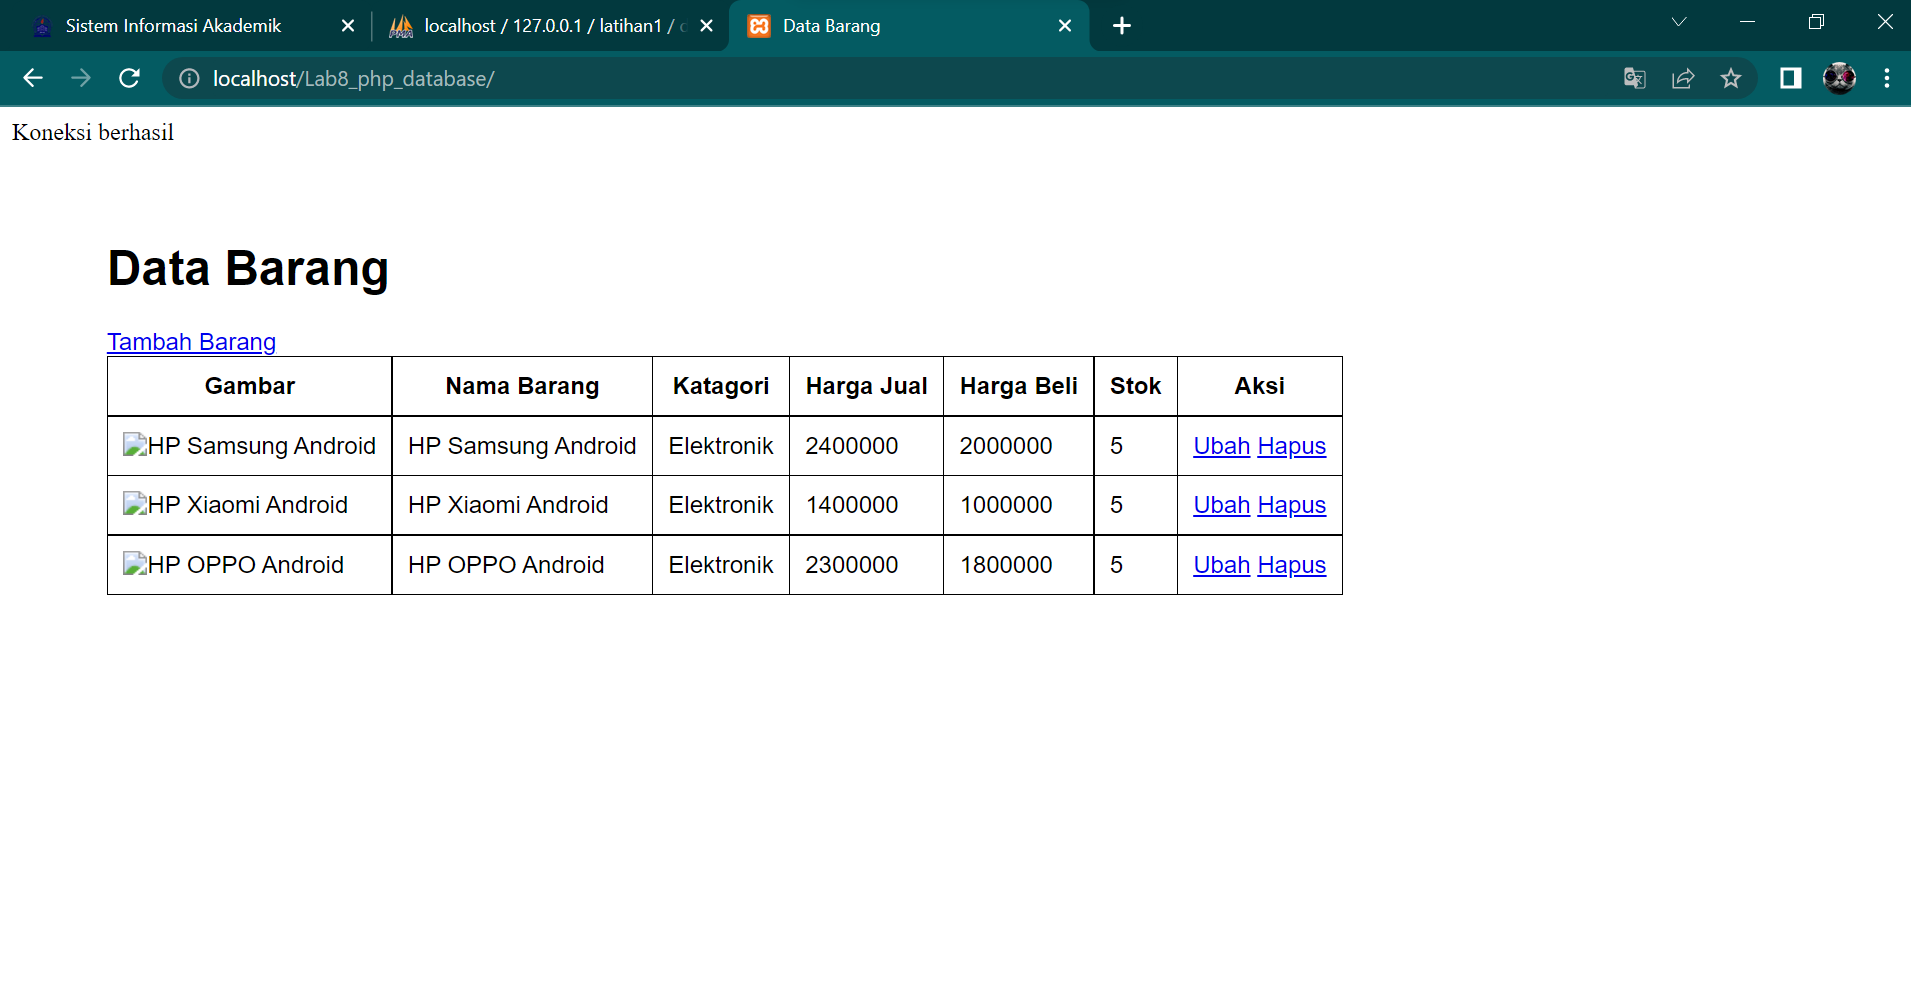 Sistem Informasi Akademik
localhost / 127.0.0.1 / latihan1 /
Data Barang
localhost/Lab8_php_database/
Koneksi berhasil
Data Barang
Tambah Barang
Gambar Nama Barang Katagori Harga Jual Harga Beli Stok Aksi
HP Samsung Android HP Samsung Android Elektronik 2400000 2000000 5 Ubah Hapus
HP Xiaomi Android HP Xiaomi Android Elektronik 1400000 1000000 5 Ubah Hapus
HP OPPO Android HP OPPO Android Elektronik 2300000 1800000 5 Ubah Hapus